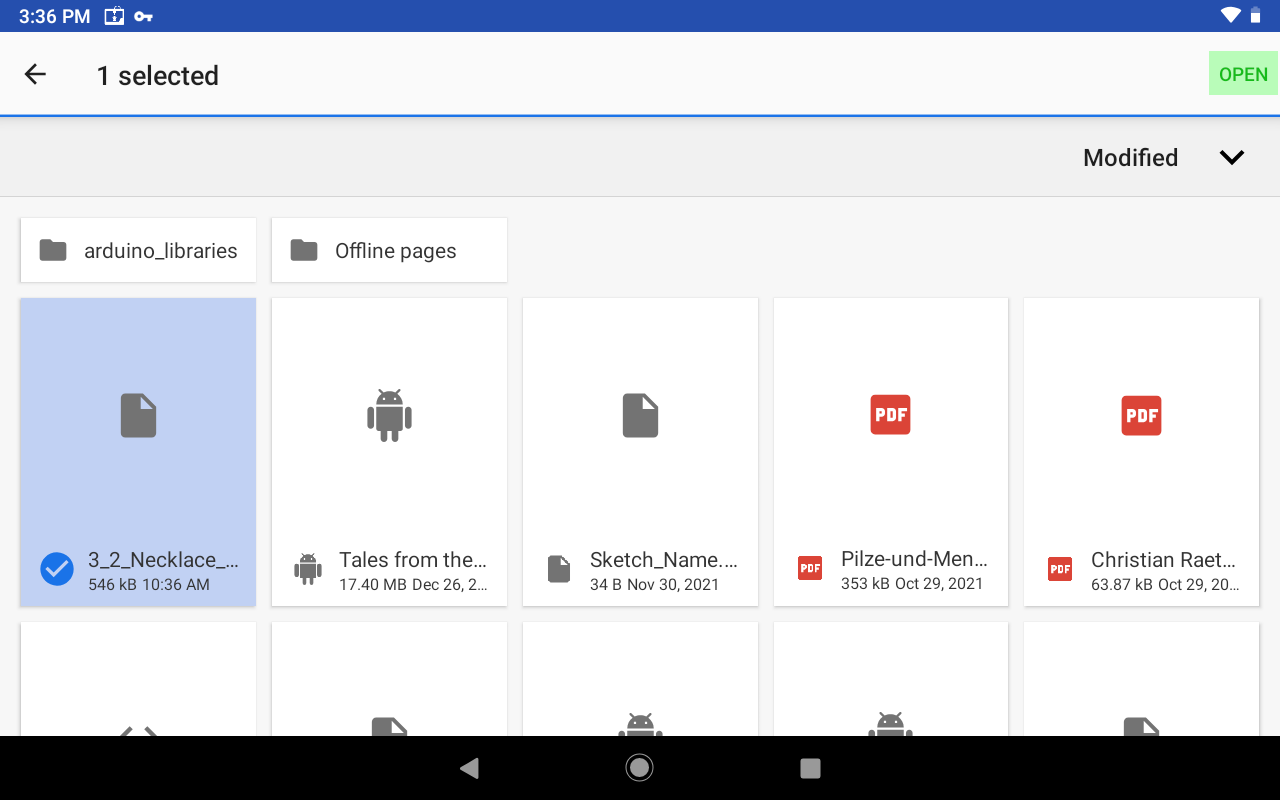 3:36 PM
1 selected
OPEN
Modified
arduino_libraries
Offline pages
PDF
PDF
3_2_Necklace_...
546 kB 10:36 AM
Tales from the...
17.40 MB Dec 26, 2...
Sketch_Name....
34 B Nov 30, 2021
PDF
Pilze-und-Men...
353 kB Oct 29, 2021
PDF
Christian Raet...
63.87 kB Oct 29, 20...